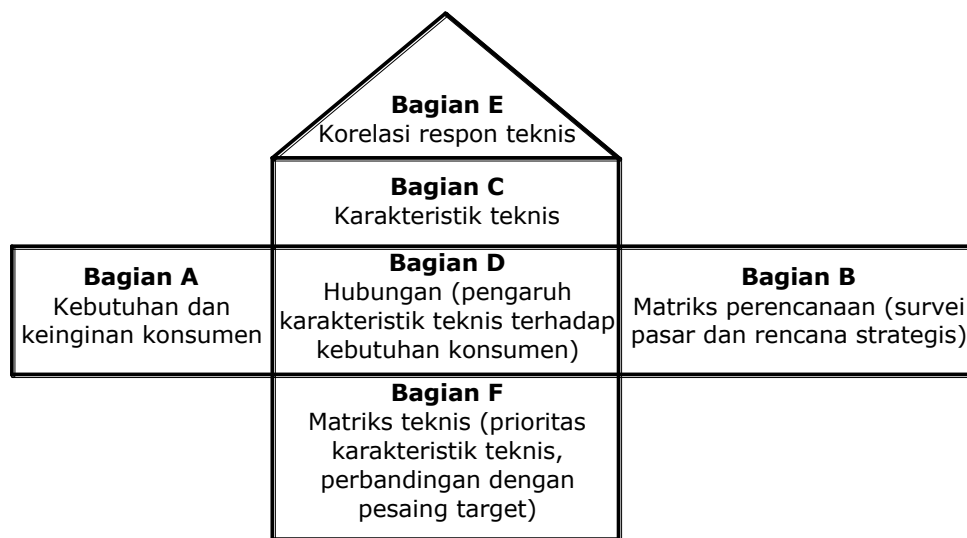 Bagian E
Korelasi respon teknis
Bagian C
Karakteristik teknis
Bagian A
Kebutuhan dan
keinginan konsumen
Bagian D
Hubungan (pengaruh
karakteristik teknis terhadap
kebutuhan konsumen)
Bagian B
Matriks perencanaan (survei
pasar dan rencana strategis)
Bagian F
Matriks teknis (prioritas
karakteristik teknis,
perbandingan dengan
pesaing target)